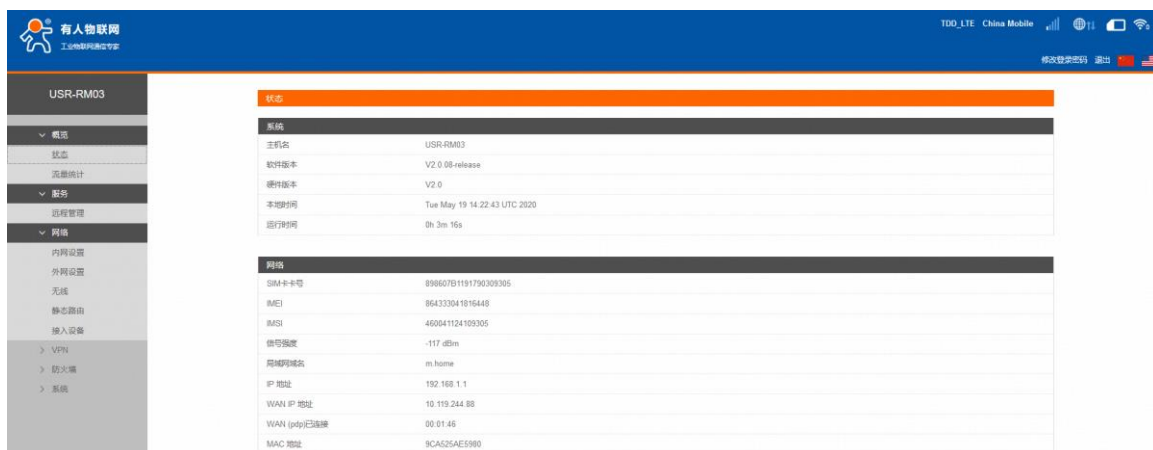 有人物联网
工业物联网通信专家
TDD_LTE China Mobile
修改登录密码 退出
USR-RM03
概览
状态
流量统计
服务
远程管理
网络
内网设置
外网设置
无线
静态路由
接入设备
VPN
防火墙
系统
状态
系统
主机名 USR-RM03
软件版本 V2.0.08-release
硬件版本 V2.0
本地时间 Tue May 19 14:22:43 UTC 2020
运行时间 0h 3m 16s
网络
SIM卡卡号 898607B1191790309305
IMEI 864333041816448
IMSI 460041124109305
信号强度 -117 dBm
局域网域名 m.home
IP 地址 192.168.1.1
WAN IP 地址 10.119.244.88
WAN (pdp)已连接 00:01:46
MAC 地址 9CA525AE5980